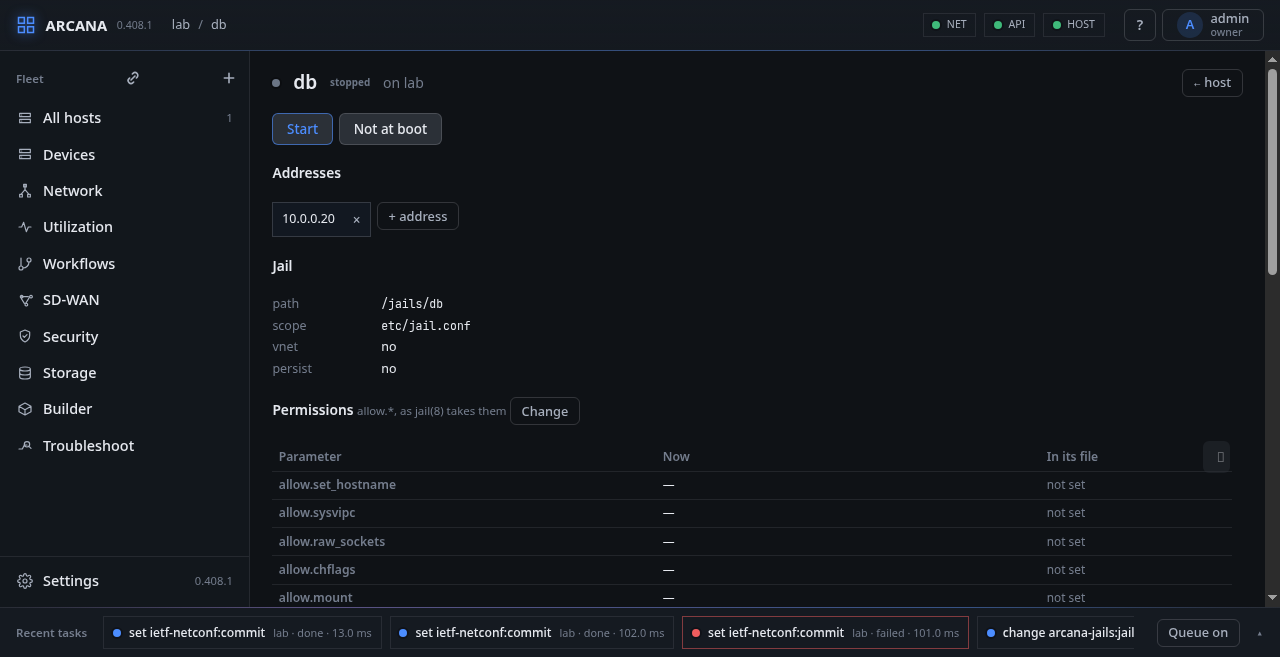 ARCANA 0.408.1 lab / db NET API HOST ? A admin
owner
Fleet
All hosts 1
Devices
Network
Utilization
Workflows
SD-WAN
Security
Storage
Builder
Troubleshoot
Settings 0.408.1
db stopped on lab ← host
Start Not at boot
Addresses
10.0.0.20 × + address
Jail
path /jails/db
scope etc/jail.conf
vnet no
persist no
Permissions allow.*, as jail(8) takes them Change
Parameter Now In its file
allow.set_hostname — not set
allow.sysvipc — not set
allow.raw_sockets — not set
allow.chflags — not set
allow.mount — not set
Recent tasks set ietf-netconf:commit lab · done · 13.0 ms set ietf-netconf:commit lab · done · 102.0 ms set ietf-netconf:commit lab · failed · 101.0 ms change arcana-jails:jail Queue on